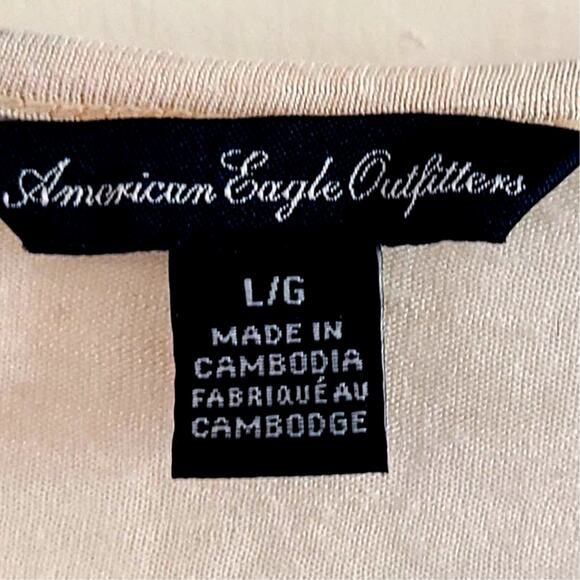 American Eagle Outfitters
L/G
MADE IN
CAMBODIA
FABRIQUÉ AU
CAMBODGE